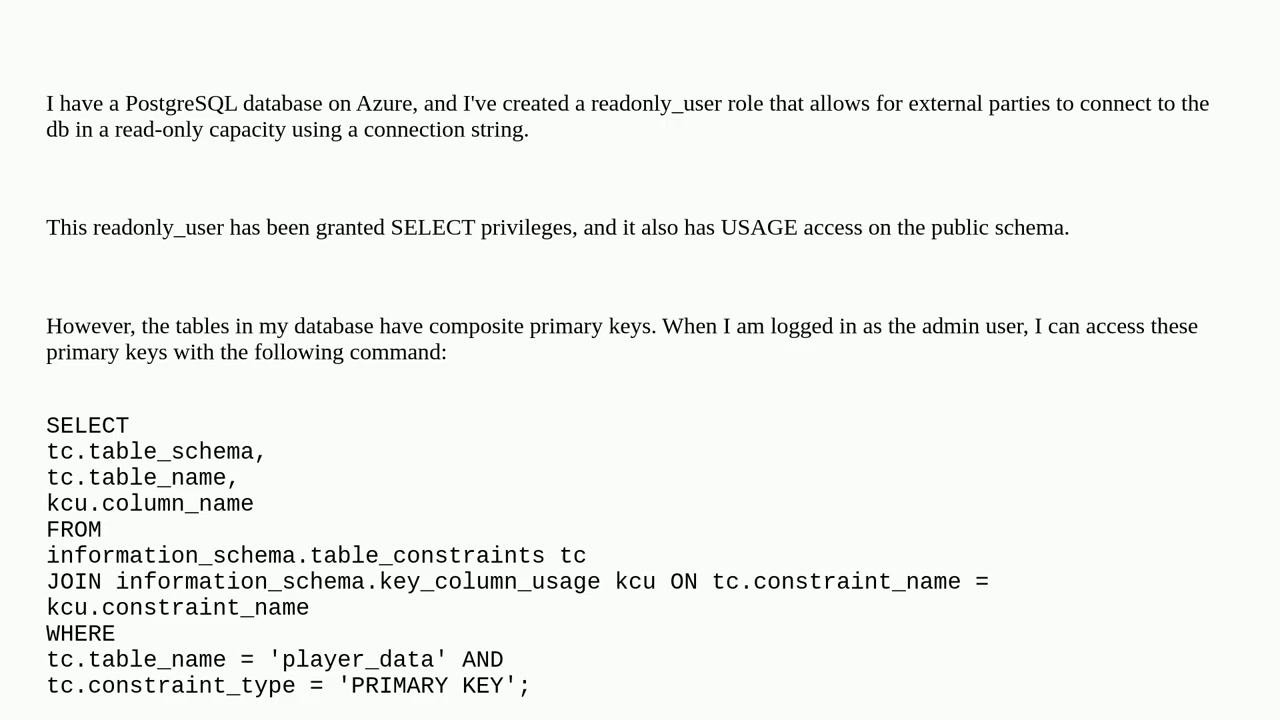 I have a PostgreSQL database on Azure, and I've created a readonly_user role that allows for external parties to connect to the
db in a read-only capacity using a connection string.
This readonly_user has been granted SELECT privileges, and it also has USAGE access on the public schema.
However, the tables in my database have composite primary keys. When I am logged in as the admin user, I can access these
primary keys with the following command:
SELECT
tc.table_schema,
tc.table_name,
kcu.column_name
FROM
information_schema.table_constraints tc
JOIN information_schema.key_column_usage kcu ON tc.constraint_name =
kcu.constraint_name
WHERE
tc.table_name = 'player_data' AND
tc.constraint_type = 'PRIMARY KEY';